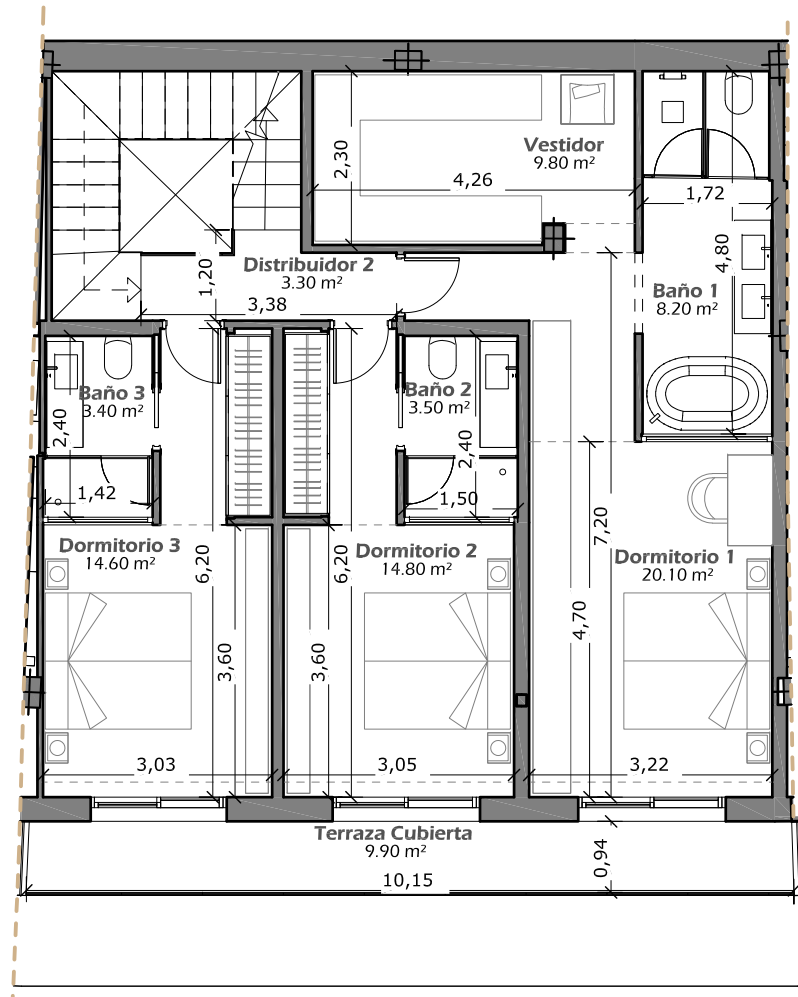 Vestidor
9.80 m²
2,30
4,26
1,72
4,80
Distribuidor 2
3.30 m²
1,20
3,38
Baño 1
8.20 m²
Baño 3
3.40 m²
2,40
1,42
Baño 2
3.50 m²
2,40
1,50
Dormitorio 3
14.60 m²
6,20
3,60
3,03
Dormitorio 2
14.80 m²
6,20
3,60
3,05
Dormitorio 1
20.10 m²
7,20
4,70
3,22
Terraza Cubierta
9.90 m²
0,94
10,15